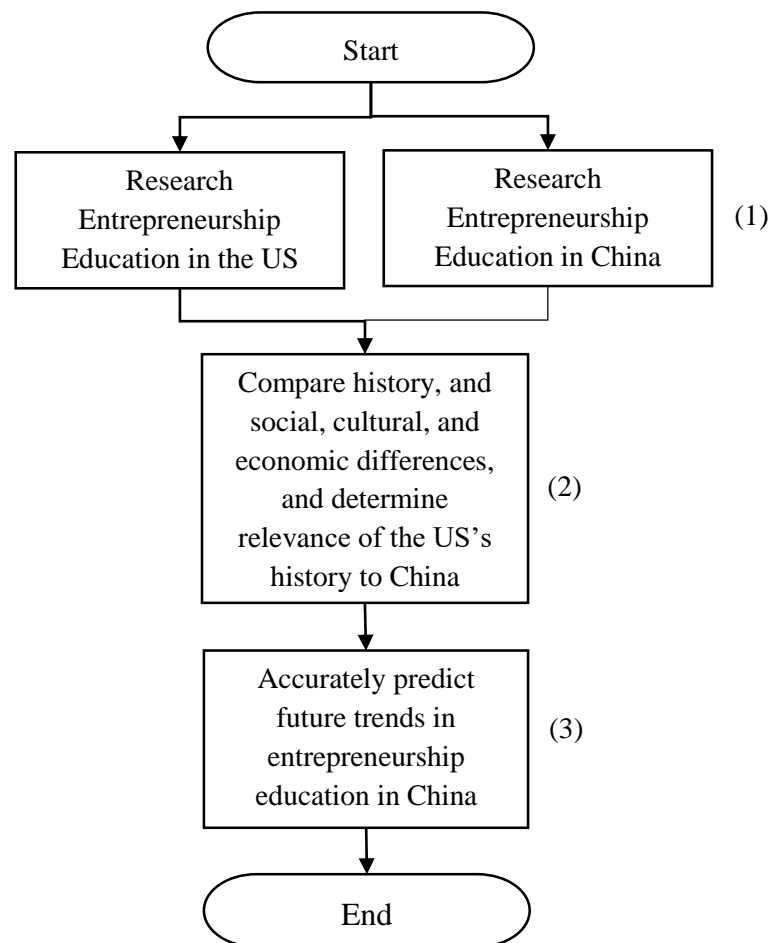 Start
Research
Entrepreneurship
Education in the US
Research
Entrepreneurship
Education in China
(1)
Compare history, and
social, cultural, and
economic differences,
and determine
relevance of the US’s
history to China
(2)
Accurately predict
future trends in
entrepreneurship
education in China
(3)
End